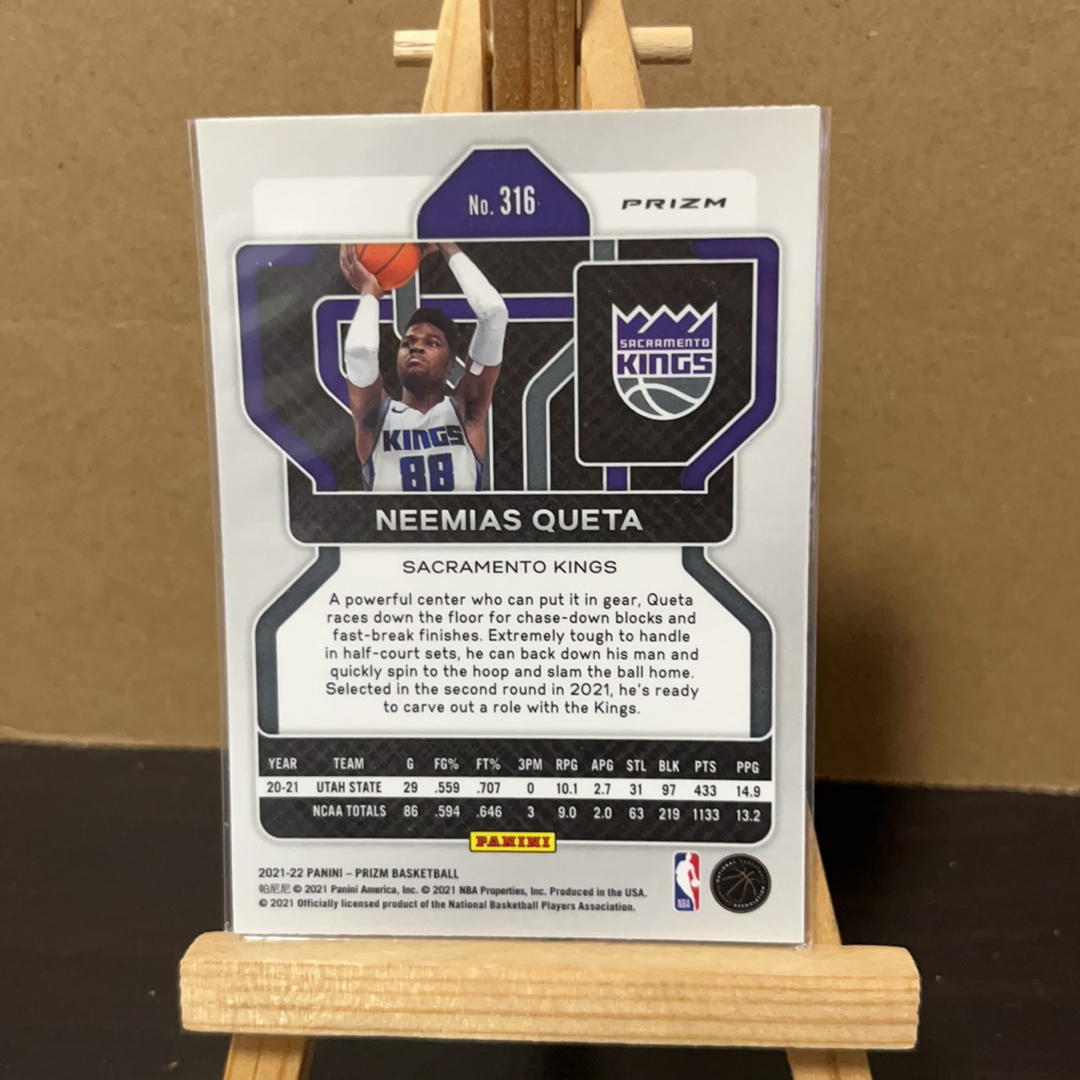 No. 316
PRIZM
SACRAMENTO
KINGS
KINGS
88
NEEMIAS QUETA
SACRAMENTO KINGS
A powerful center who can put it in gear, Queta
races down the floor for chase-down blocks and
fast-break finishes. Extremely tough to handle
in half-court sets, he can back down his man and
quickly spin to the hoop and slam the ball home.
Selected in the second round in 2021, he's ready
to carve out a role with the Kings.
YEAR TEAM G FG% FT% 3PM RPG APG STL BLK PTS PPG
20-21 UTAH STATE 29 .559 .707 0 10.1 2.7 31 97 433 14.9
NCAA TOTALS 86 .594 .646 3 9.0 2.0 63 219 1133 13.2
PANINI
2021-22 PANINI – PRIZM BASKETBALL
帕尼尼 © 2021 Panini America, Inc. © 2021 NBA Properties, Inc. Produced in the USA.
© 2021 Officially licensed product of the National Basketball Players Association.
NBA